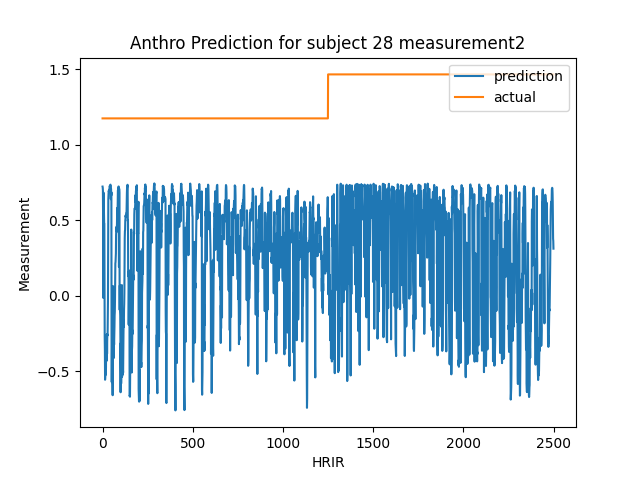 Anthro Prediction for subject 28 measurement2
1.5
1.0
0.5
0.0
−0.5
Measurement
prediction
actual
0
500
1000
1500
2000
2500
HRIR